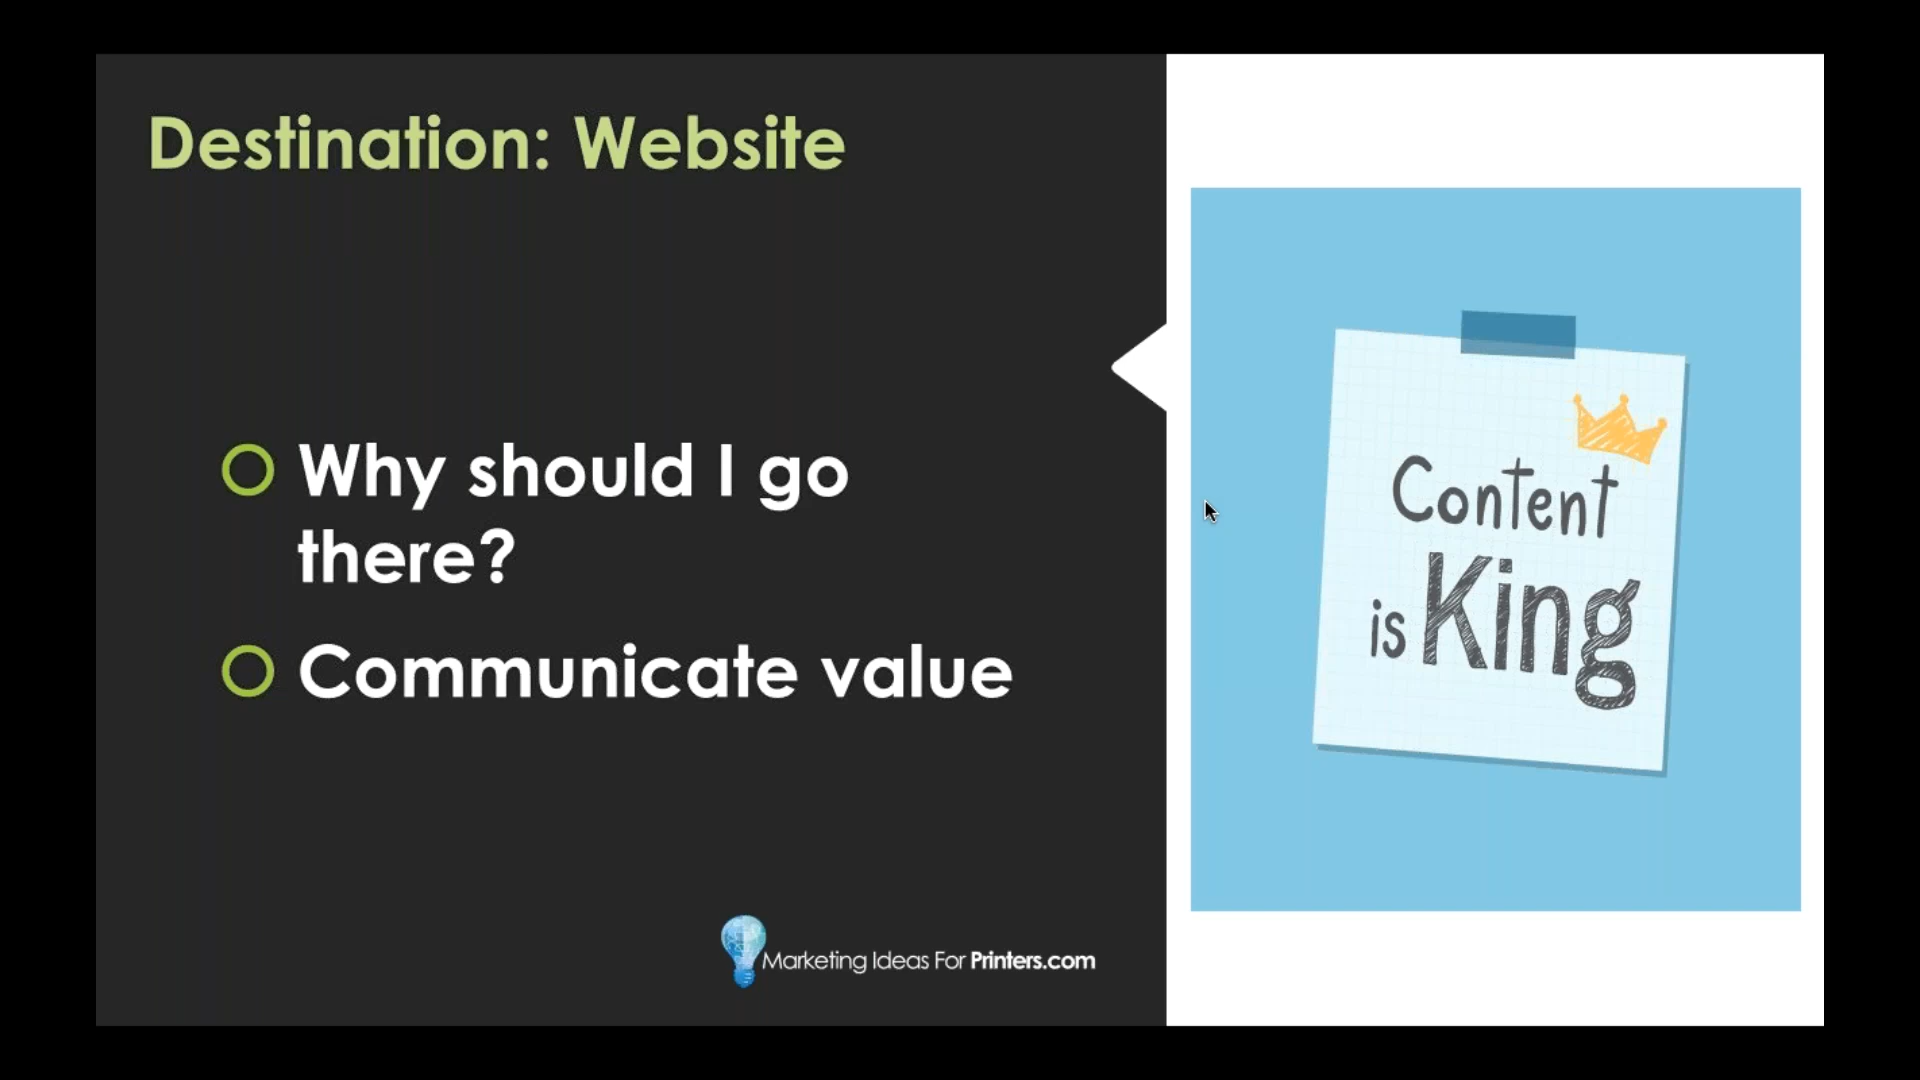 Destination: Website
Why should I go
there?
Communicate value
Marketing Ideas For Printers.com
Content
is King